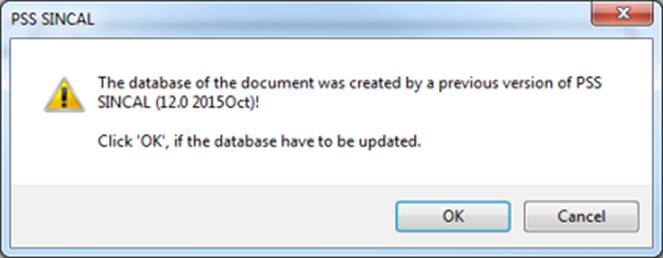 PSS SINCAL
The database of the document was created by a previous version of PSS
SINCAL (12.0 2015Oct)!
Click 'OK', if the database have to be updated.
OK
Cancel